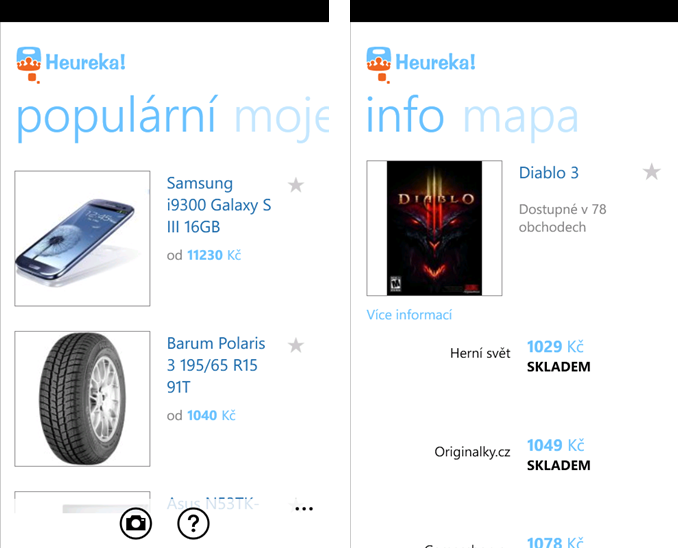 Heureka!
populární moje
Samsung
i9300 Galaxy S
III 16GB
od 11230 Kč
Barum Polaris
3 195/65 R15
91T
od 1040 Kč
Asus N53TK-
?
Heureka!
info mapa
DIABLO
Diablo 3
Dostupné v 78
obchodech
Více informací
Herní svět
1029 Kč
SKLADEM
Originalky.cz
1049 Kč
SKLADEM
1078 Kč